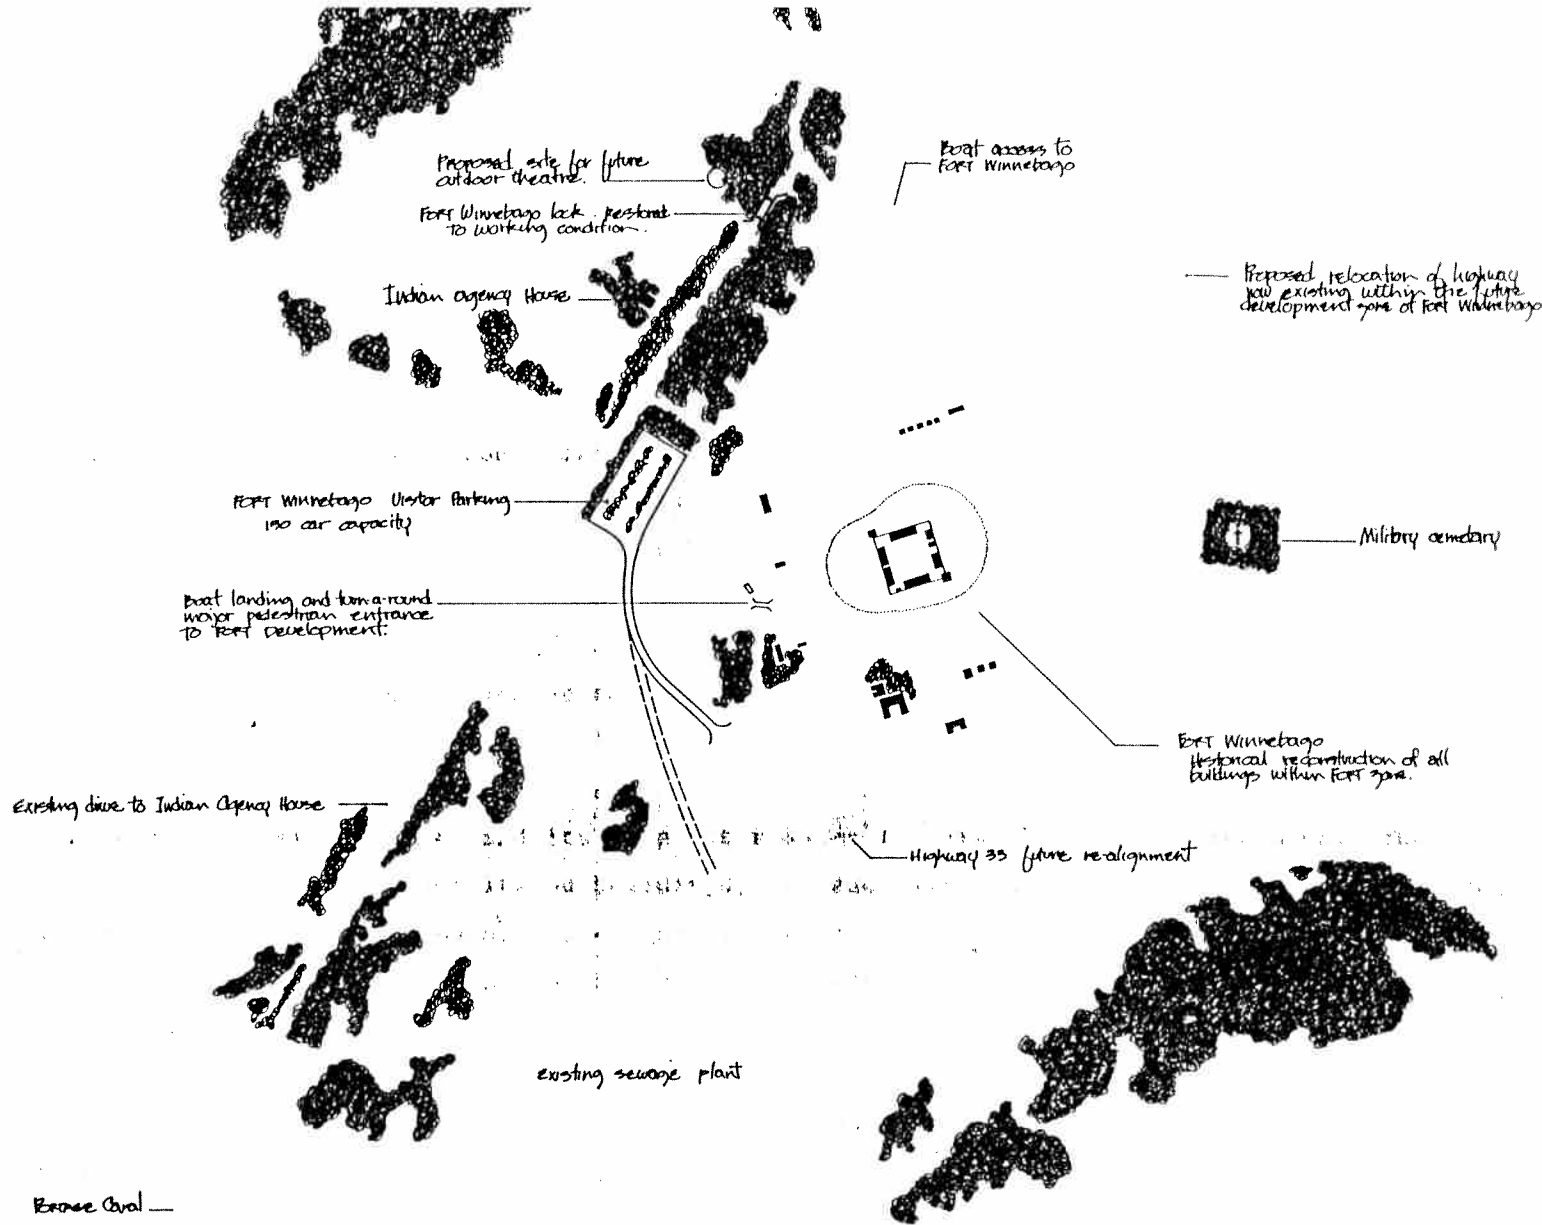 Proposed site for future
outdoor theatre.
Boat access to
Fort Winnebago
Fort Winnebago lock restored
to working condition.
Proposed relocation of highway
now existing within the future
development zone of Fort Winnebago
Indian Agency House
Fort Winnebago Visitor Parking
150 car capacity
Military cemetary
Boat landing and turn-a-round
major pedestrian entrance
to Fort Development.
Fort Winnebago
Historical reconstruction of all
buildings within Fort zone.
Existing drive to Indian Agency House
Highway 33 future re-alignment
existing sewage plant
Portage Canal